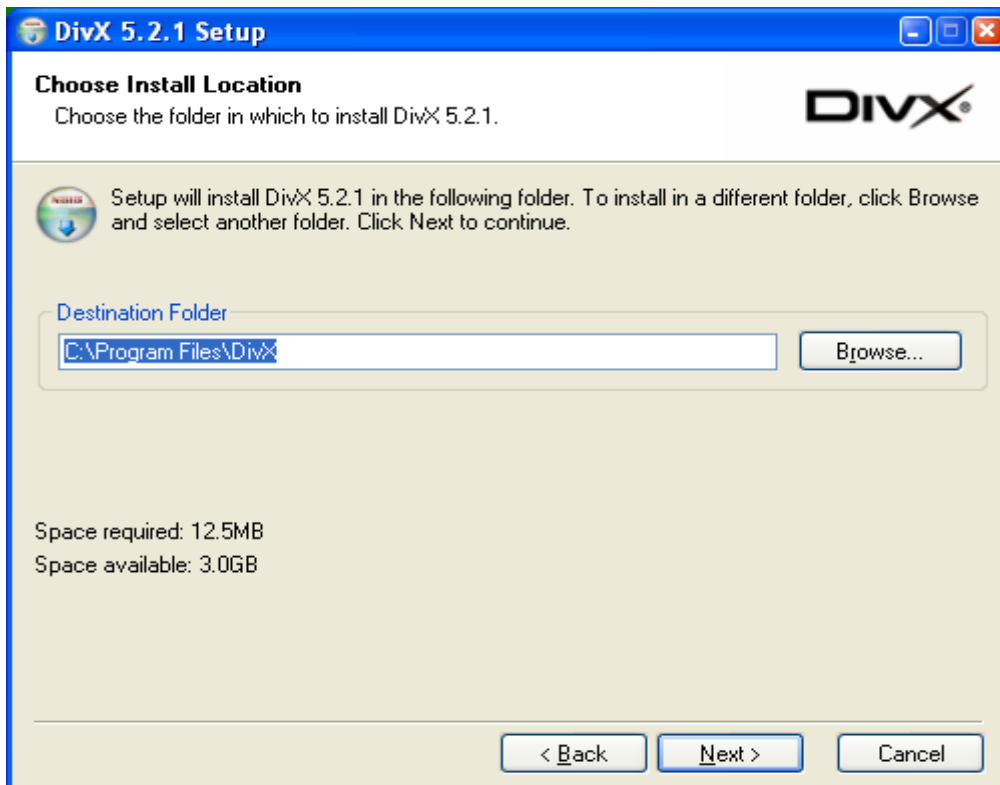 DivX 5.2.1 Setup
Choose Install Location
Choose the folder in which to install DivX 5.2.1.
DIVX®
Setup will install DivX 5.2.1 in the following folder. To install in a different folder, click Browse
and select another folder. Click Next to continue.
Destination Folder
C:\Program Files\DivX
Browse...
Space required: 12.5MB
Space available: 3.0GB
< Back
Next >
Cancel